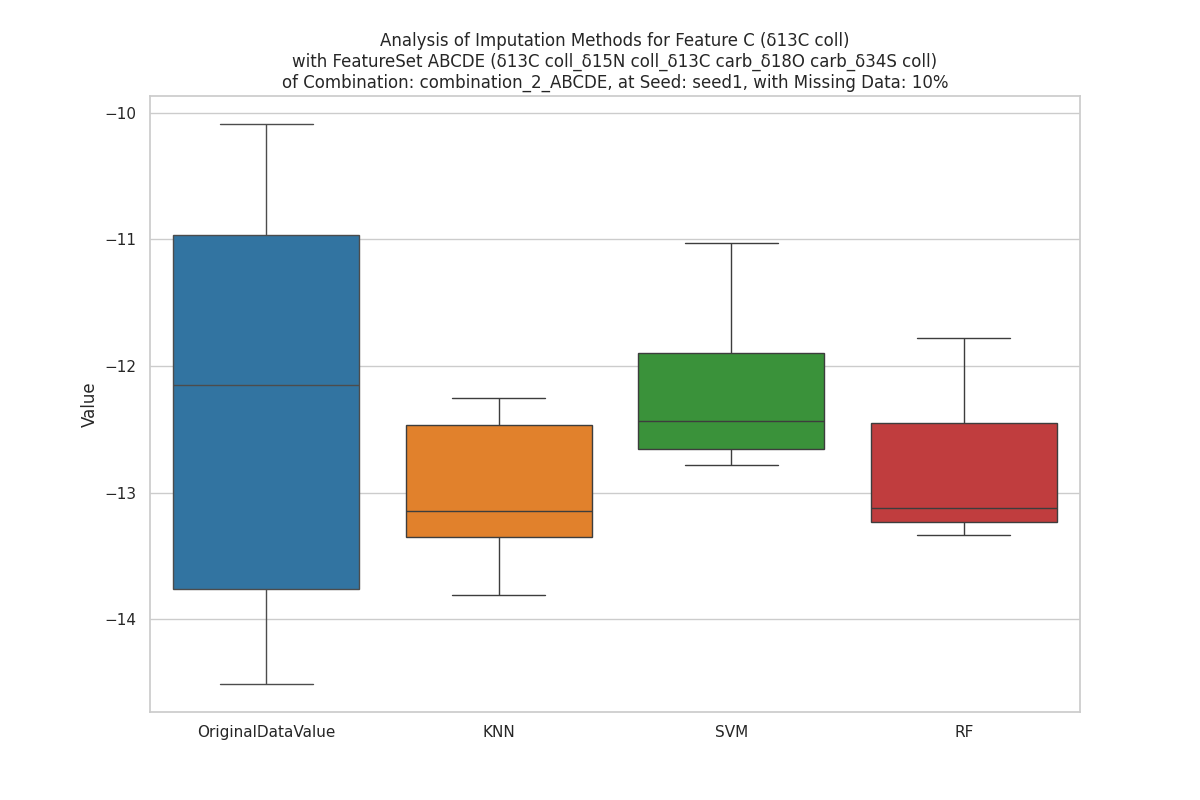 Analysis of Imputation Methods for Feature C (δ13C coll)
with FeatureSet ABCDE (δ13C coll_δ15N coll_δ13C carb_δ18O carb_δ34S coll)
of Combination: combination_2_ABCDE, at Seed: seed1, with Missing Data: 10%
−10
−11
−12
−13
−14
Value
OriginalDataValue
KNN
SVM
RF